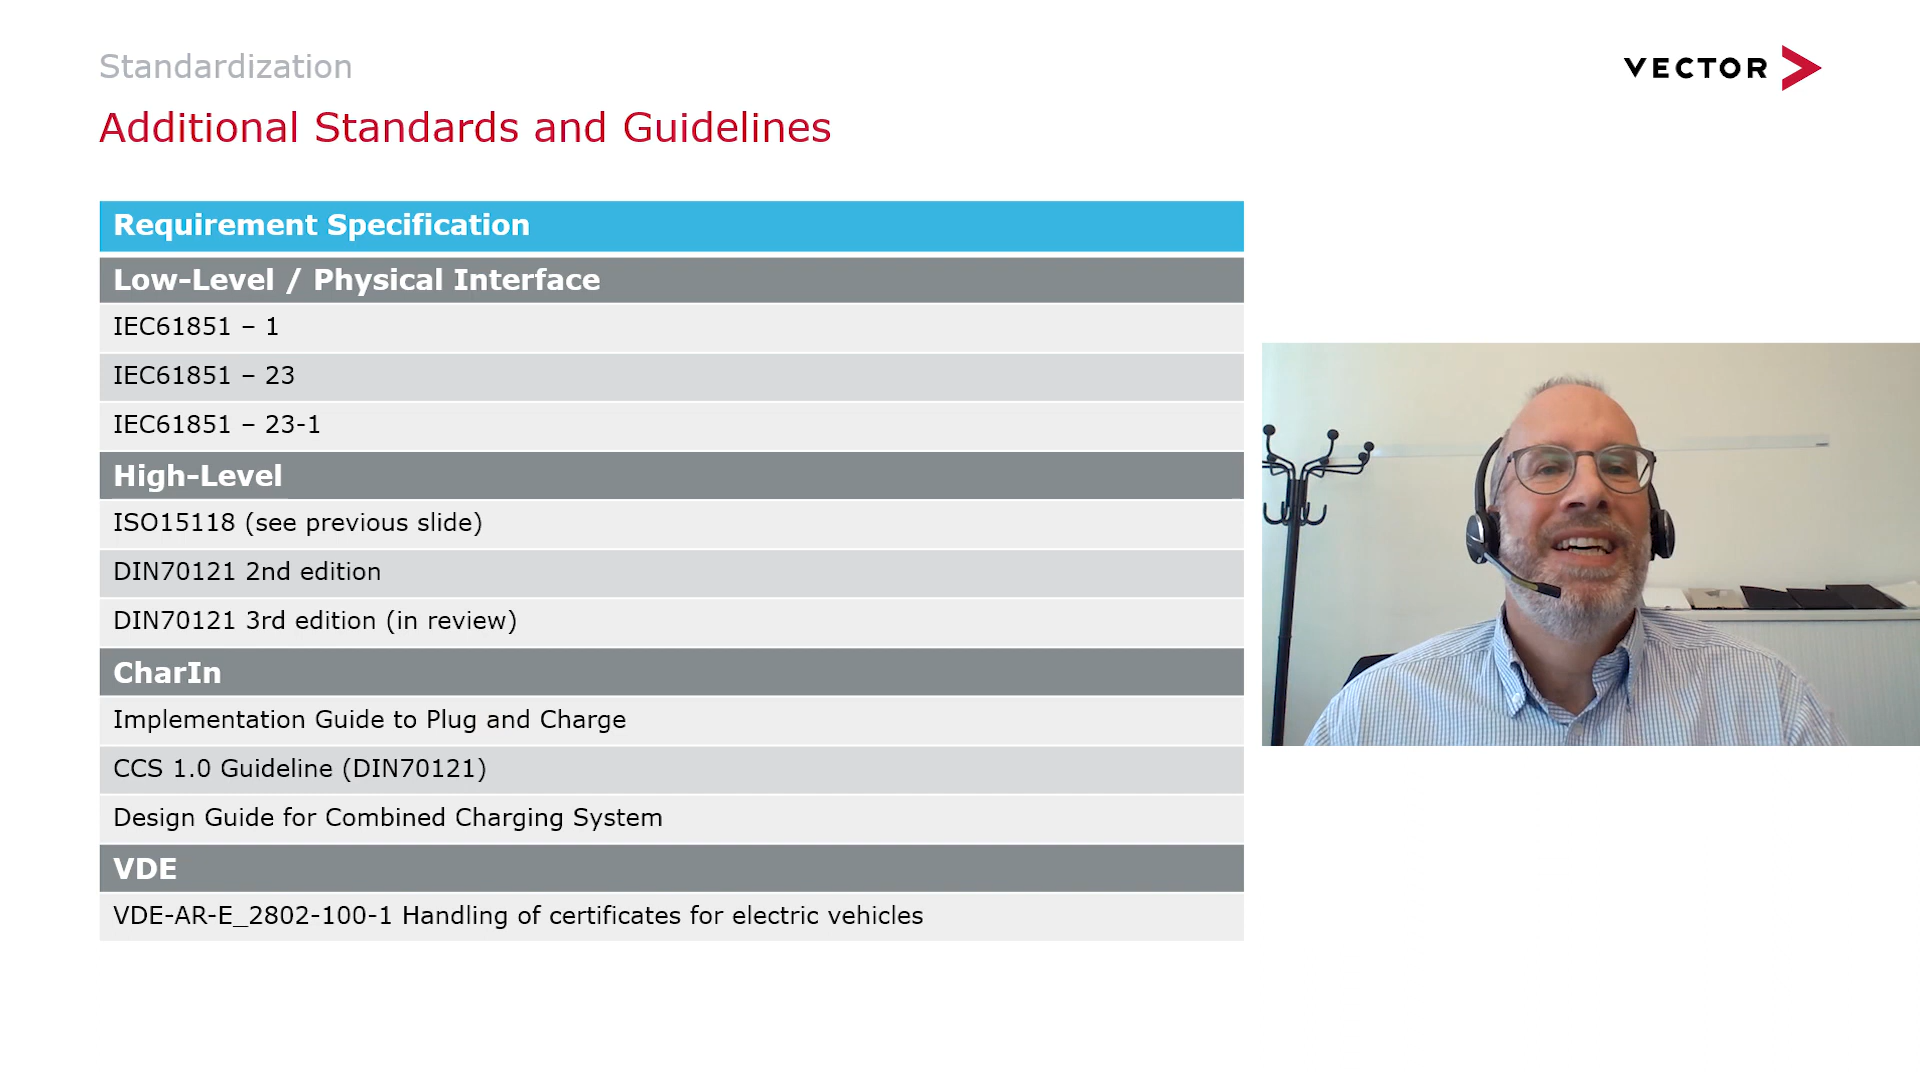 Standardization
VECTOR
Additional Standards and Guidelines
Requirement Specification
Low-Level / Physical Interface
IEC61851 – 1
IEC61851 – 23
IEC61851 – 23-1
High-Level
ISO15118 (see previous slide)
DIN70121 2nd edition
DIN70121 3rd edition (in review)
CharIn
Implementation Guide to Plug and Charge
CCS 1.0 Guideline (DIN70121)
Design Guide for Combined Charging System
VDE
VDE-AR-E_2802-100-1 Handling of certificates for electric vehicles